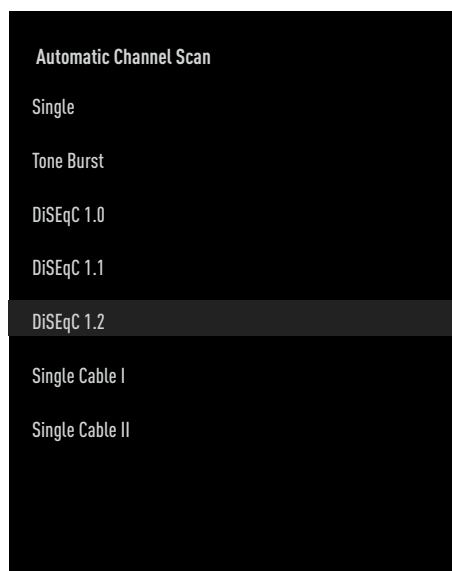 Automatic Channel Scan
Single
Tone Burst
DiSEqC 1.0
DiSEqC 1.1
DiSEqC 1.2
Single Cable I
Single Cable II